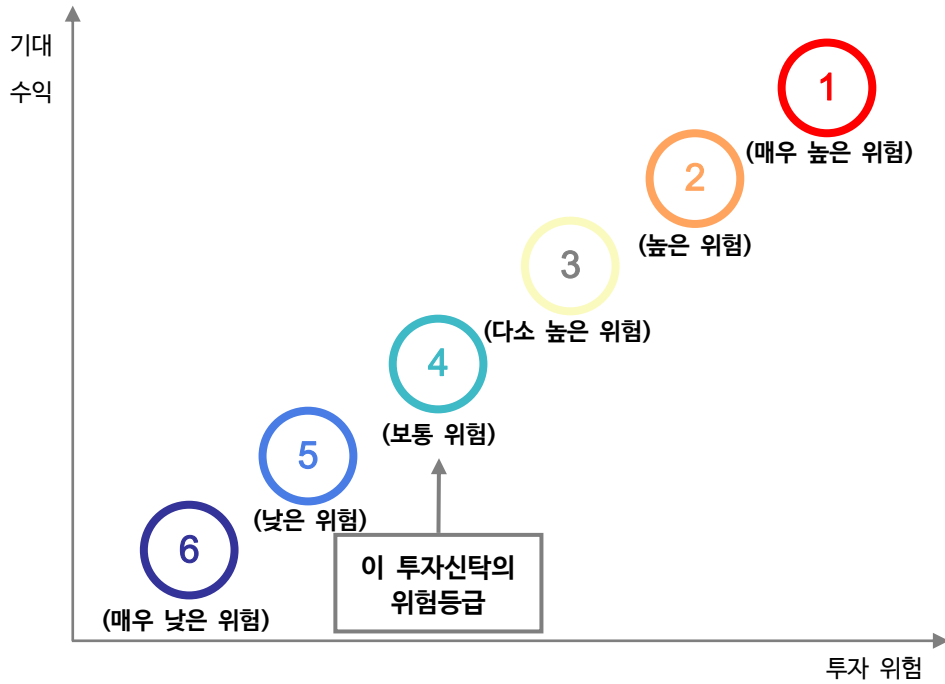 기대
수익
1
(매우 높은 위험)
2
(높은 위험)
3
(다소 높은 위험)
4
(보통 위험)
5
(낮은 위험)
6
(매우 낮은 위험)
이 투자신탁의
위험등급
투자 위험